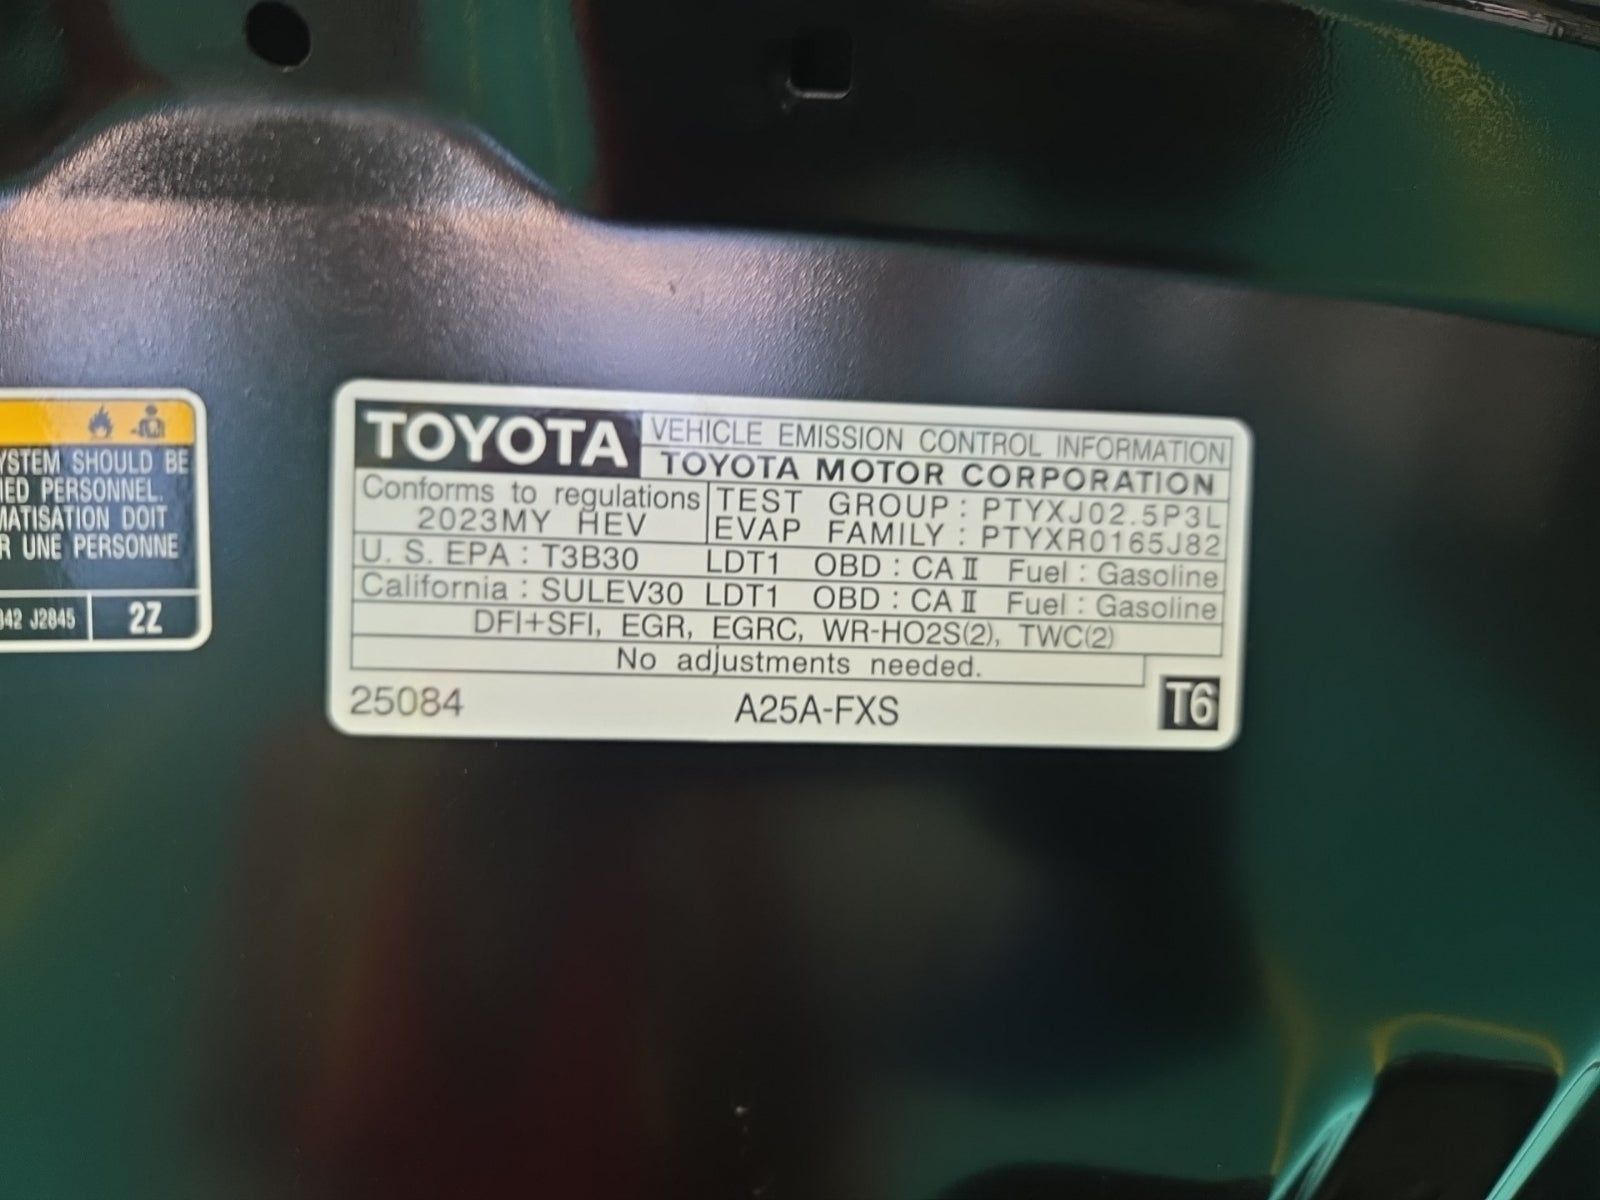 YSTEM SHOULD BE
IED PERSONNEL.
MATISATION DOIT
R UNE PERSONNE
J2845
2Z
TOYOTA
VEHICLE EMISSION CONTROL INFORMATION
TOYOTA MOTOR CORPORATION
Conforms to regulations
2023MY HEV
TEST GROUP : PTYXJ02.5P3L
EVAP FAMILY : PTYXR0165J82
U. S. EPA : T3B30 LDT1 OBD : CA II Fuel : Gasoline
California : SULEV30 LDT1 OBD : CA II Fuel : Gasoline
DFI+SFI, EGR, EGRC, WR-HO2S(2), TWC(2)
No adjustments needed.
25084 A25A-FXS T6